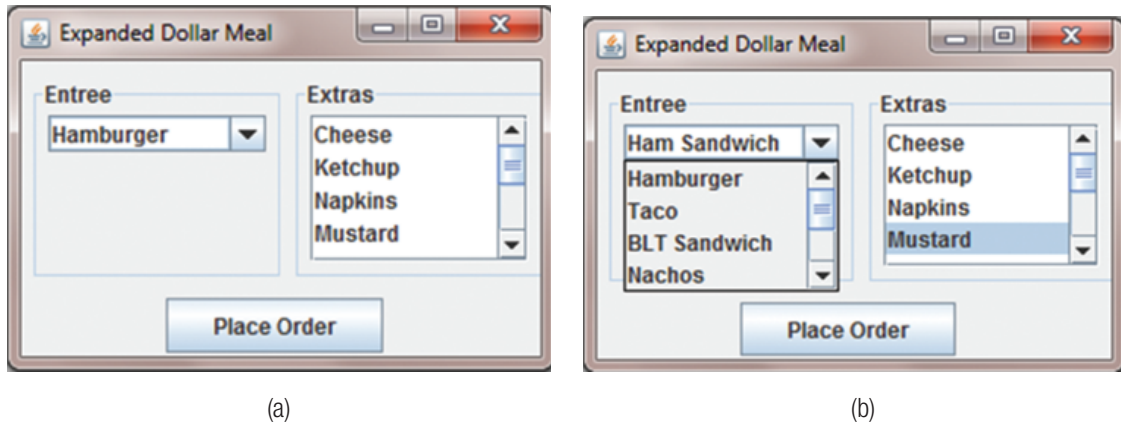 Expanded Dollar Meal
Entree
Hamburger
Extras
Cheese
Ketchup
Napkins
Mustard
Place Order
(a)
Expanded Dollar Meal
Entree
Ham Sandwich
Hamburger
Taco
BLT Sandwich
Nachos
Extras
Cheese
Ketchup
Napkins
Mustard
Place Order
(b)